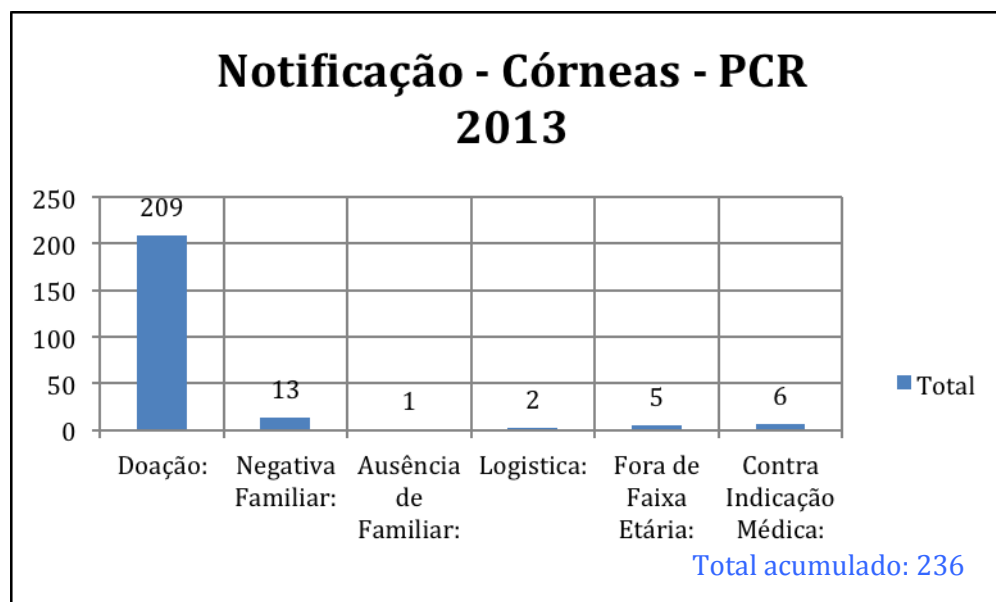 Notificação - Córneas - PCR
2013
250
200
150
100
50
0
209
13
1
2
5
6
Total
Doação:
Negativa
Familiar:
Ausência
de
Familiar:
Logistica:
Fora de
Faixa
Etária:
Contra
Indicação
Médica:
Total acumulado: 236